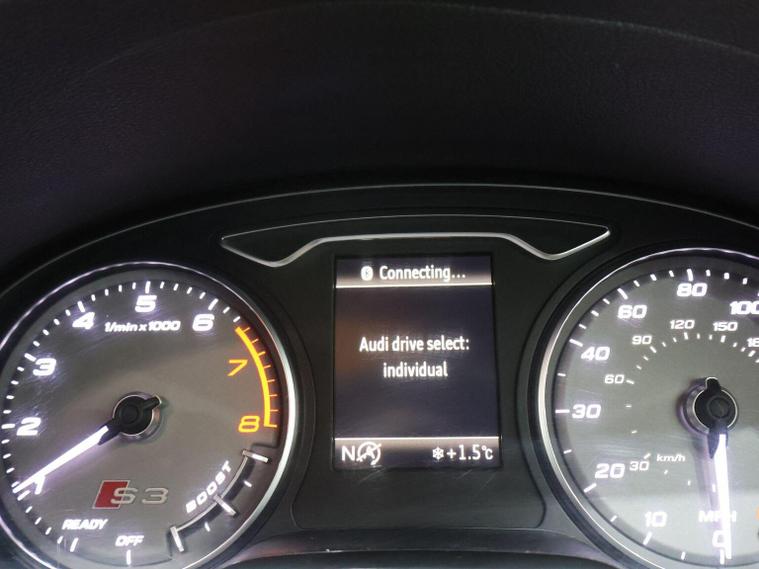 Connecting...
Audi drive select:
individual
N
+1.5°C
1/min x 1000
2
3
4
5
6
7
8
S3
BOOST
READY
OFF
0
10
20
30
40
60
80
100
MPH
30
60
90
120
150
km/h